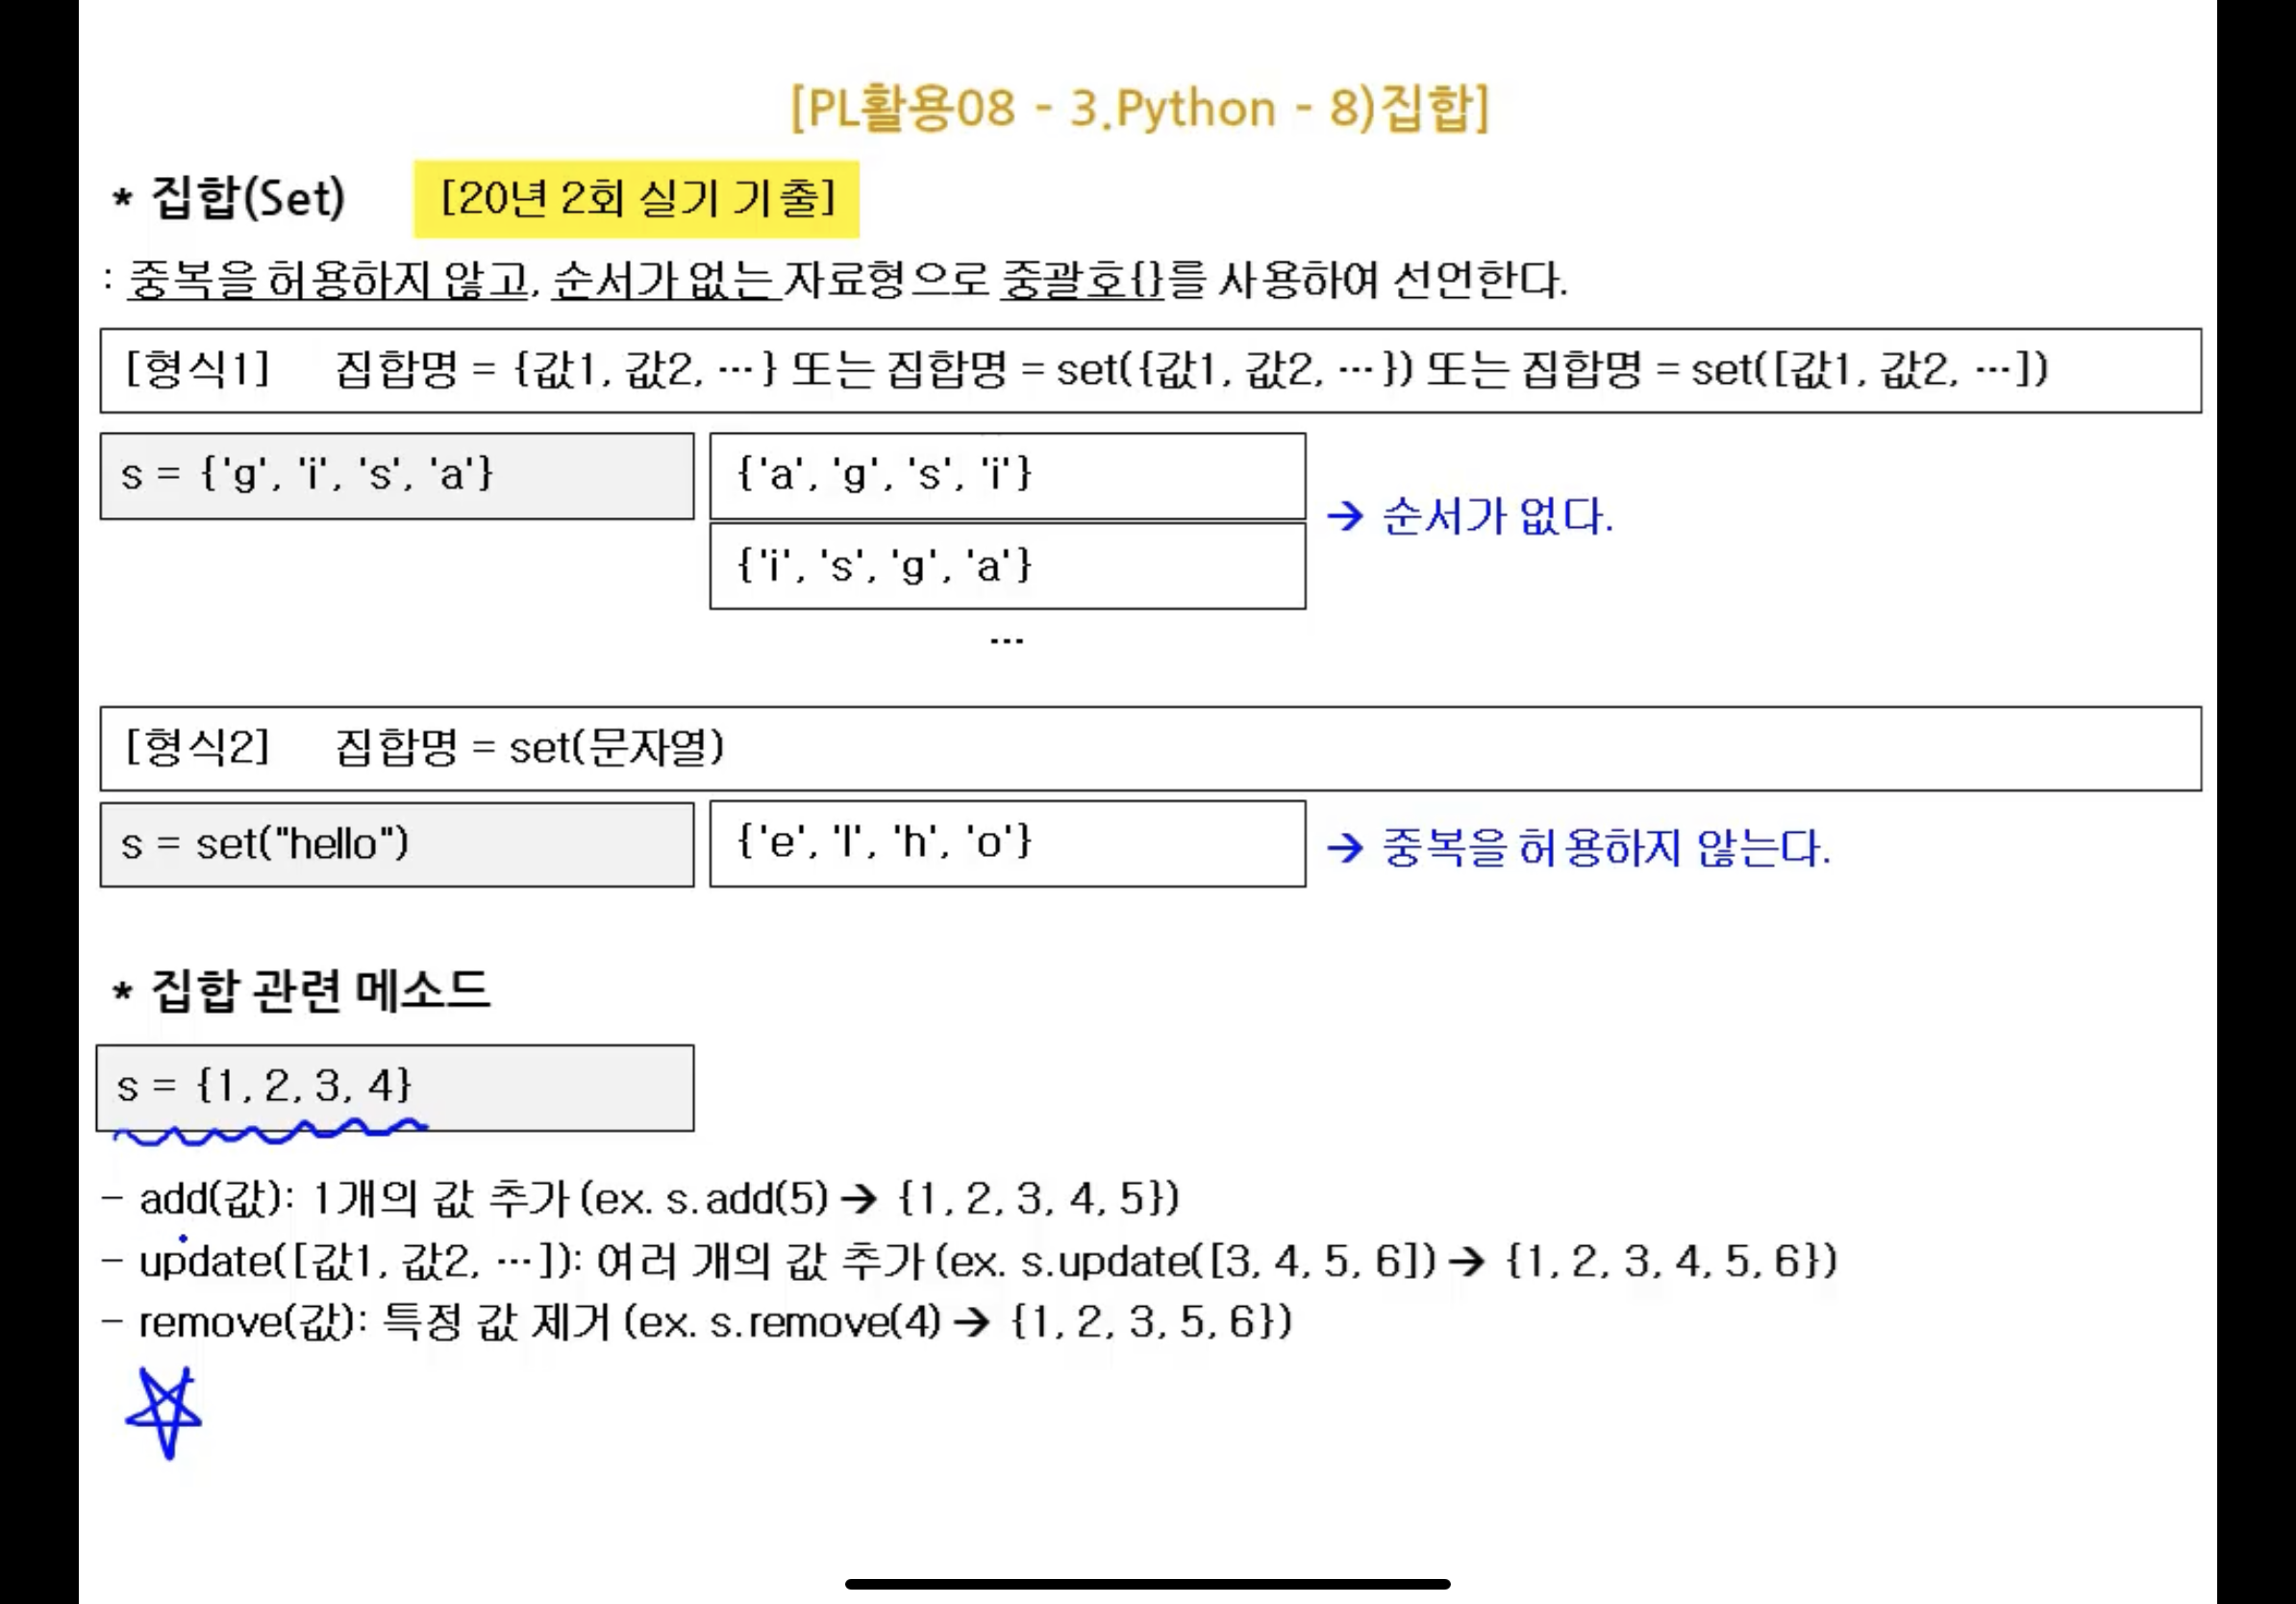 [PL활용08 - 3.Python - 8)집합]
* 집합(Set) [20년 2회 실기 기출]
: 중복을 허용하지 않고, 순서가 없는 자료형으로 중괄호{}를 사용하여 선언한다.
[형식1] 집합명 = {값1, 값2, …} 또는 집합명 = set({값1, 값2, …}) 또는 집합명 = set([값1, 값2, …])
s = {'g', 'i', 's', 'a'} {'a', 'g', 's', 'i'}
→ 순서가 없다.
{'i', 's', 'g', 'a'}
…
[형식2] 집합명 = set(문자열)
s = set("hello") {'e', 'l', 'h', 'o'} → 중복을 허용하지 않는다.
* 집합 관련 메소드
s = {1, 2, 3, 4}
- add(값): 1개의 값 추가 (ex. s.add(5) → {1, 2, 3, 4, 5})
- update([값1, 값2, …]): 여러 개의 값 추가 (ex. s.update([3, 4, 5, 6]) → {1, 2, 3, 4, 5, 6})
- remove(값): 특정 값 제거 (ex. s.remove(4) → {1, 2, 3, 5, 6})